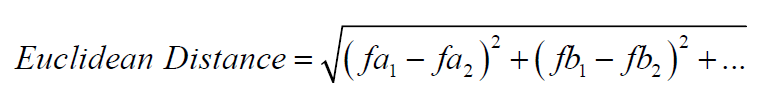 Euclidean Distance = √(fa₁ − fa₂)² + (fb₁ − fb₂)² + ...